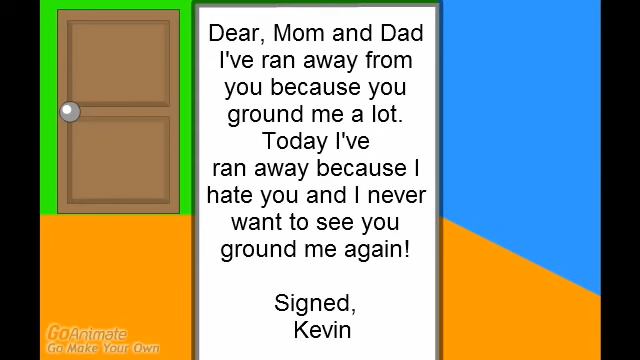 Dear, Mom and Dad
I've ran away from
you because you
ground me a lot.
Today I've
ran away because I
hate you and I never
want to see you
ground me again!
Signed,
Kevin
GoAnimate
Go Make Your Own